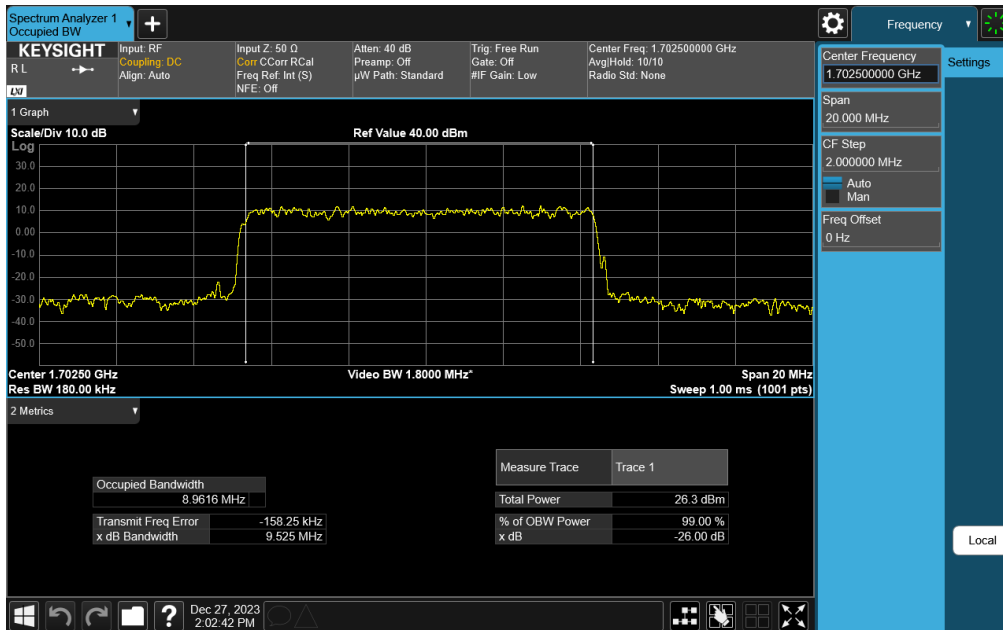 Spectrum Analyzer 1
Occupied BW
Frequency
KEYSIGHT
R L
LXI
Input: RF
Coupling: DC
Align: Auto
Input Z: 50 Ω
Corr CCorr RCal
Freq Ref: Int (S)
NFE: Off
Atten: 40 dB
Preamp: Off
µW Path: Standard
Trig: Free Run
Gate: Off
#IF Gain: Low
Center Freq: 1.702500000 GHz
Avg|Hold: 10/10
Radio Std: None
Center Frequency
1.702500000 GHz
Settings
Span
20.000 MHz
CF Step
2.000000 MHz
Auto
Man
Freq Offset
0 Hz
Local
1 Graph
Scale/Div 10.0 dB
Ref Value 40.00 dBm
Log
30.0
20.0
10.0
0.00
-10.0
-20.0
-30.0
-40.0
-50.0
Center 1.70250 GHz
Video BW 1.8000 MHz*
Span 20 MHz
Res BW 180.00 kHz
Sweep 1.00 ms (1001 pts)
2 Metrics
Occupied Bandwidth
8.9616 MHz
Transmit Freq Error -158.25 kHz
x dB Bandwidth 9.525 MHz
Measure Trace Trace 1
Total Power 26.3 dBm
% of OBW Power 99.00 %
x dB -26.00 dB
?
Dec 27, 2023
2:02:42 PM